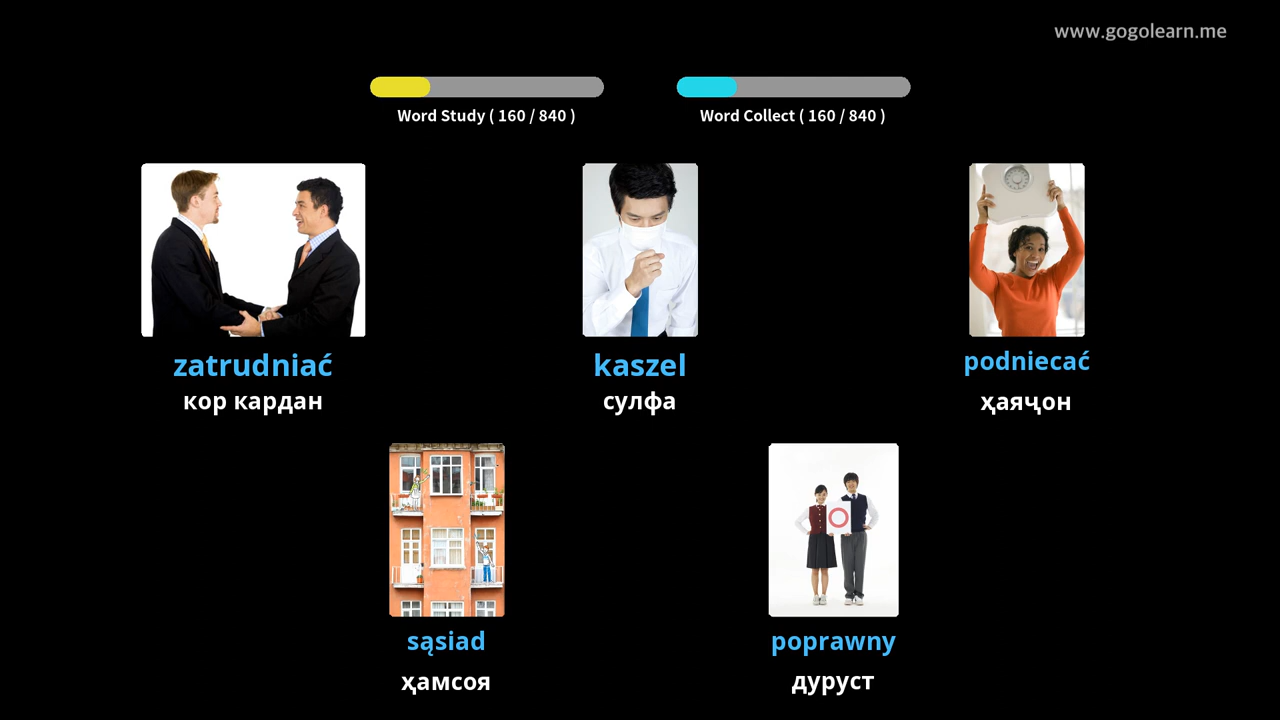 www.gogolearn.me
Word Study ( 160 / 840 )
Word Collect ( 160 / 840 )
zatrudniać
кор кардан
kaszel
сулфа
podniecać
ҳаяҷон
sąsiad
ҳамсоя
poprawny
дуруст